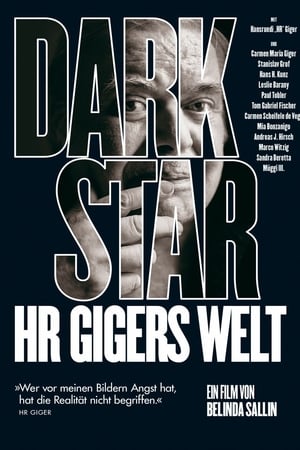 MIT
Hansruedi „HR“ Giger
UND
Carmen Maria Giger
Stanislav Grof
Hans H. Kunz
Leslie Barany
Paul Tobler
Tom Gabriel Fischer
Carmen Scheifele de Vega
Mia Bonzanigo
Andreas J. Hirsch
Marco Witzig
Sandra Beretta
Müggi III.
DARK
STAR
HR GIGERS WELT
»Wer vor meinen Bildern Angst hat,
hat die Realität nicht begriffen.«
HR GIGER
EIN FILM VON
BELINDA SALLIN